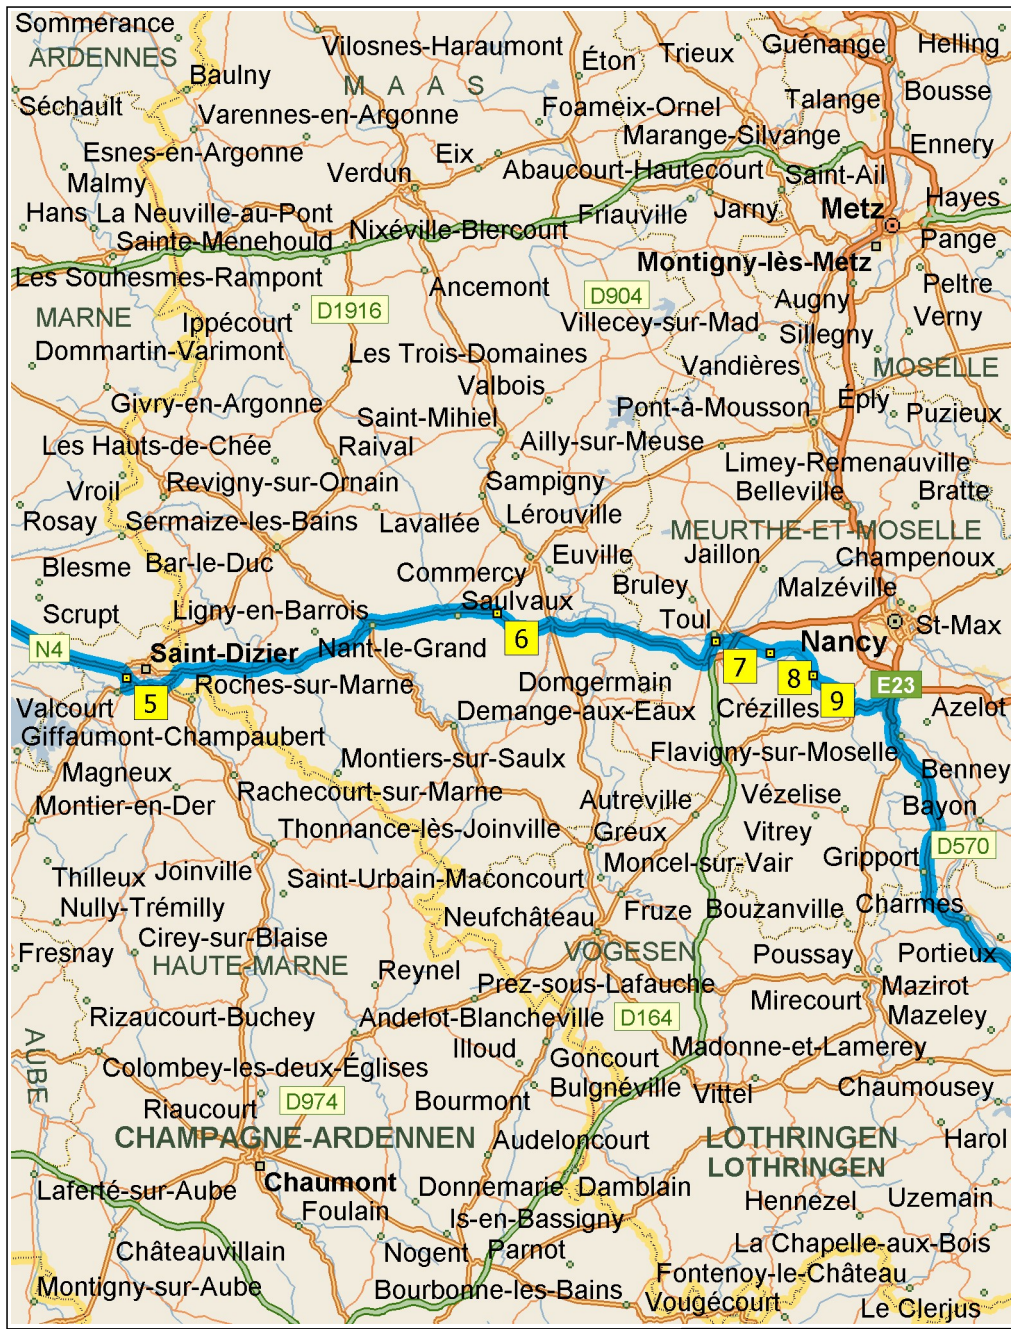 Sommerance
ARDENNES
Vilosnes-Haraumont
Éton
Trieux
Guénange
Helling
Baulny
M A A S
Séchault
Varennes-en-Argonne
Foameix-Ornel
Talange
Bousse
Marange-Silvange
Ennery
Esnes-en-Argonne
Eix
Malmy
Verdun
Abaucourt-Hautecourt
Saint-Ail
Hans
La Neuville-au-Pont
Friauville
Jarny
Metz
Hayes
Sainte-Menehould
Nixéville-Blercourt
Pange
Les Souhesmes-Rampont
Montigny-lès-Metz
Ancemont
D904
Augny
Peltre
MARNE
Ippécourt
D1916
Villecey-sur-Mad
Sillegny
Verny
Dommartin-Varimont
Les Trois-Domaines
Vandières
MOSELLE
Valbois
Givry-en-Argonne
Saint-Mihiel
Pont-à-Mousson
Éply
Puzieux
Les Hauts-de-Chée
Raival
Ailly-sur-Meuse
Limey-Remenauville
Vroil
Revigny-sur-Ornain
Sampigny
Belleville
Bratte
Rosay
Sermaize-les-Bains
Lavallée
Lérouville
MEURTHE-ET-MOSELLE
Blesme
Bar-le-Duc
Commercy
Euville
Jaillon
Champenoux
Bruley
Malzéville
Scrupt
Ligny-en-Barrois
Saulvaux
Toul
St-Max
N4
Saint-Dizier
Nant-le-Grand
6
7
Nancy
8
Roches-sur-Marne
Domgermain
E23
5
Valcourt
Demange-aux-Eaux
Crézilles
9
Azelot
Giffaumont-Champaubert
Montiers-sur-Saulx
Flavigny-sur-Moselle
Magneux
Benney
Montier-en-Der
Rachecourt-sur-Marne
Autreville
Vézelise
Bayon
Thonnance-lès-Joinville
Gréux
Vitrey
D570
Thilleux
Joinville
Saint-Urbain-Maconcourt
Moncel-sur-Vair
Gripport
Nully-Trémilly
Neufchâteau
Fruze
Bouzanville
Charmes
Fresnay
Cirey-sur-Blaise
HAUTE-MARNE
VOGESEN
Poussay
Portieux
Reynel
Prez-sous-Lafauche
Mirecourt
Mazirot
Rizaucourt-Buchey
Andelot-Blancheville
D164
Mazeley
AUBE
Illoud
Goncourt
Madonne-et-Lamerey
Colombey-les-deux-Églises
Bulgnéville
Vittel
Chaumousey
Riaucourt
D974
Bourmont
CHAMPAGNE-ARDENNEN
Audeloncourt
LOTHRINGEN
Harol
LOTHRINGEN
Laferté-sur-Aube
Chaumont
Donnemarie
Damblain
Hennezel
Uzemain
Foulain
Is-en-Bassigny
Châteauvillain
Nogent
Parnot
La Chapelle-aux-Bois
Montigny-sur-Aube
Bourbonne-les-Bains
Fontenoy-le-Château
Vougécourt
Le Clerjus